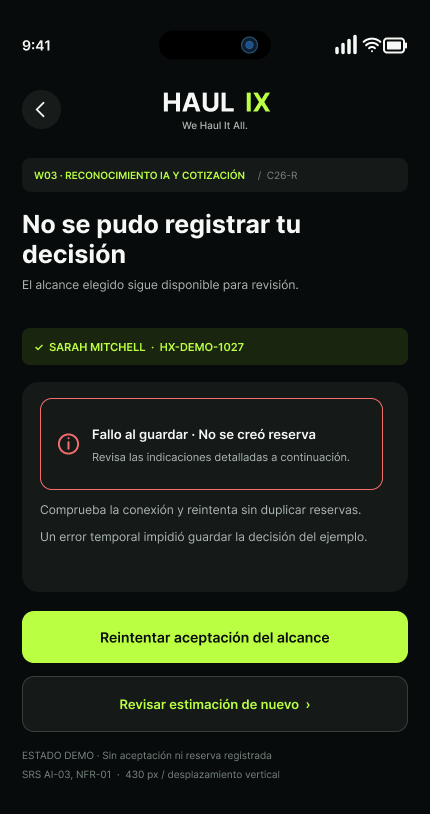 9:41
HAUL IX
We Haul It All.
W03 · RECONOCIMIENTO IA Y COTIZACIÓN / C26-R
No se pudo registrar tu
decisión
El alcance elegido sigue disponible para revisión.
✓ SARAH MITCHELL · HX-DEMO-1027
Fallo al guardar · No se creó reserva
Revisa las indicaciones detalladas a continuación.
Comprueba la conexión y reintenta sin duplicar reservas.
Un error temporal impidió guardar la decisión del ejemplo.
Reintentar aceptación del alcance
Revisar estimación de nuevo ›
ESTADO DEMO · Sin aceptación ni reserva registrada
SRS AI-03, NFR-01 · 430 px / desplazamiento vertical